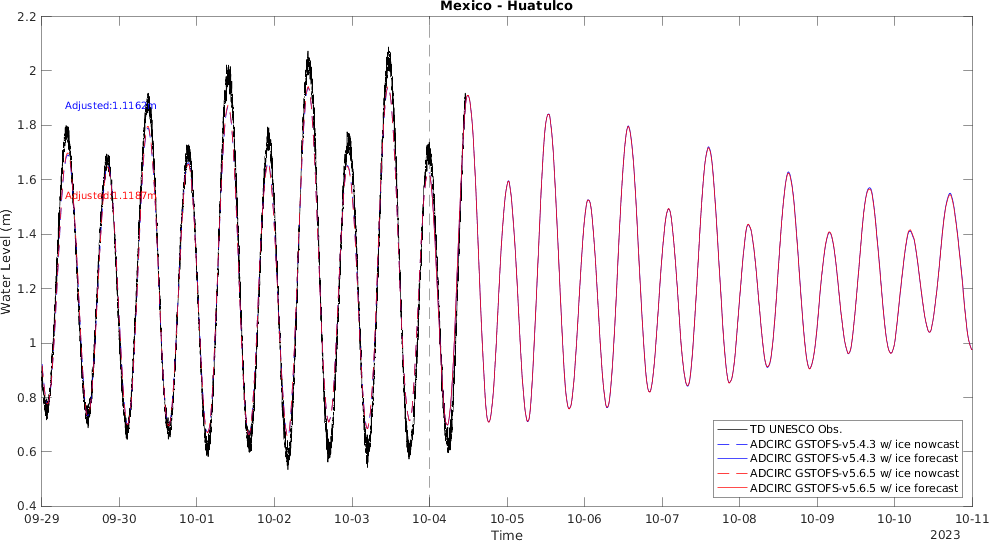 Mexico - Huatulco
2.2
2
1.8
1.6
1.4
1.2
1
0.8
0.6
0.4
Water Level (m)
Adjusted:1.1162m
Adjusted:1.1187m
TD UNESCO Obs.
ADCIRC GSTOFS-v5.4.3 w/ ice nowcast
ADCIRC GSTOFS-v5.4.3 w/ ice forecast
ADCIRC GSTOFS-v5.6.5 w/ ice nowcast
ADCIRC GSTOFS-v5.6.5 w/ ice forecast
09-29 09-30 10-01 10-02 10-03 10-04 10-05 10-06 10-07 10-08 10-09 10-10 10-11
Time
2023